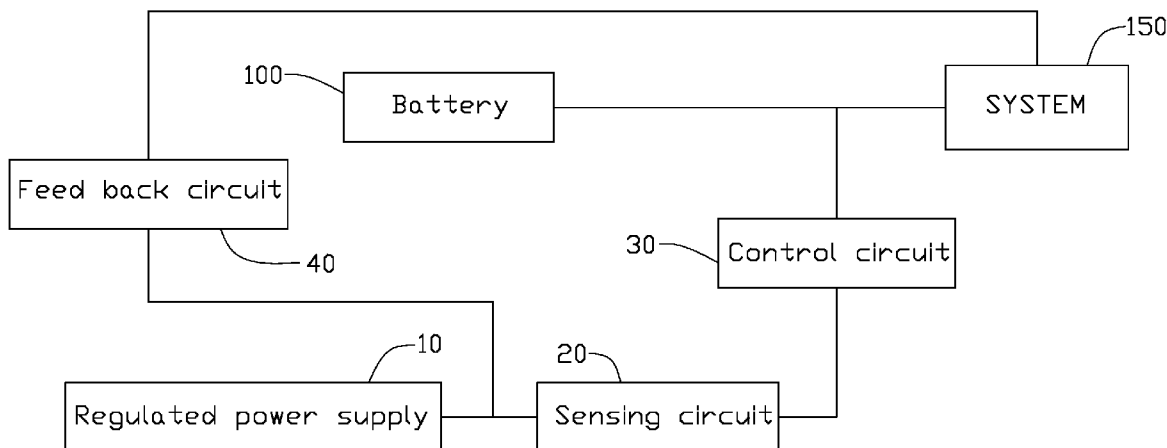 150
100
Battery
SYSTEM
Feed back circuit
40
30
Control circuit
10
20
Regulated power supply
Sensing circuit